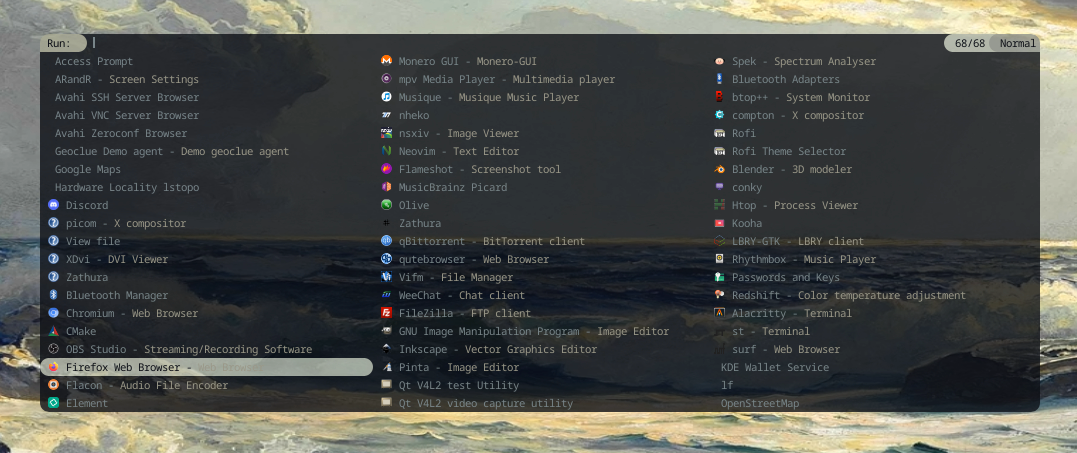 Run:
68/68 Normal
Access Prompt
ARandR - Screen Settings
Avahi SSH Server Browser
Avahi VNC Server Browser
Avahi Zeroconf Browser
Geoclue Demo agent - Demo geoclue agent
Google Maps
Hardware Locality lstopo
Discord
picom - X compositor
View file
XDvi - DVI Viewer
Zathura
Bluetooth Manager
Chromium - Web Browser
CMake
OBS Studio - Streaming/Recording Software
Firefox Web Browser - Web Browser
Flacon - Audio File Encoder
Element
Monero GUI - Monero-GUI
mpv Media Player - Multimedia player
Musique - Musique Music Player
nheko
nsxiv - Image Viewer
Neovim - Text Editor
Flameshot - Screenshot tool
MusicBrainz Picard
Olive
Zathura
qBittorrent - BitTorrent client
qutebrowser - Web Browser
Vifm - File Manager
WeeChat - Chat client
FileZilla - FTP client
GNU Image Manipulation Program - Image Editor
Inkscape - Vector Graphics Editor
Pinta - Image Editor
Qt V4L2 test Utility
Qt V4L2 video capture utility
Spek - Spectrum Analyser
Bluetooth Adapters
btop++ - System Monitor
compton - X compositor
Rofi
Rofi Theme Selector
Blender - 3D modeler
conky
Htop - Process Viewer
Kooha
LBRY-GTK - LBRY client
Rhythmbox - Music Player
Passwords and Keys
Redshift - Color temperature adjustment
Alacritty - Terminal
st - Terminal
surf - Web Browser
KDE Wallet Service
lf
OpenStreetMap